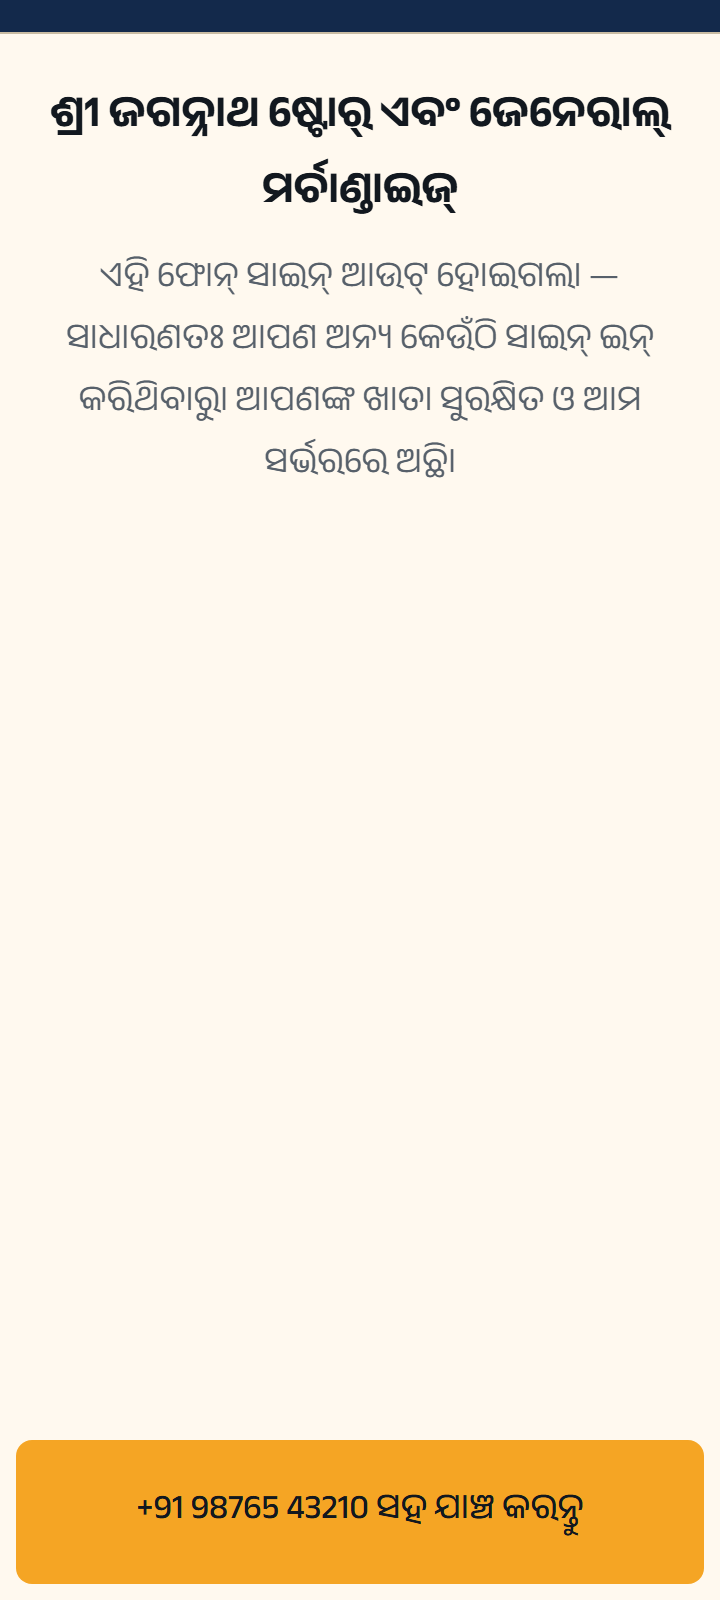 ଶ୍ରୀ ଜଗନ୍ନାଥ ଷ୍ଟୋର୍ ଏବଂ ଜେନେରାଲ୍
ମର୍ଚାଣ୍ଡାଇଜ୍
ଏହି ଫୋନ୍ ସାଇନ୍ ଆଉଟ୍ ହୋଇଗଲା —
ସାଧାରଣତଃ ଆପଣ ଅନ୍ୟ କେଉଁଠି ସାଇନ୍ ଇନ୍
କରିଥିବାରୁ। ଆପଣଙ୍କ ଖାତା ସୁରକ୍ଷିତ ଓ ଆମ
ସର୍ଭରରେ ଅଛି।
+91 98765 43210 ସହ ଯାଞ୍ଚ କରନ୍ତୁ